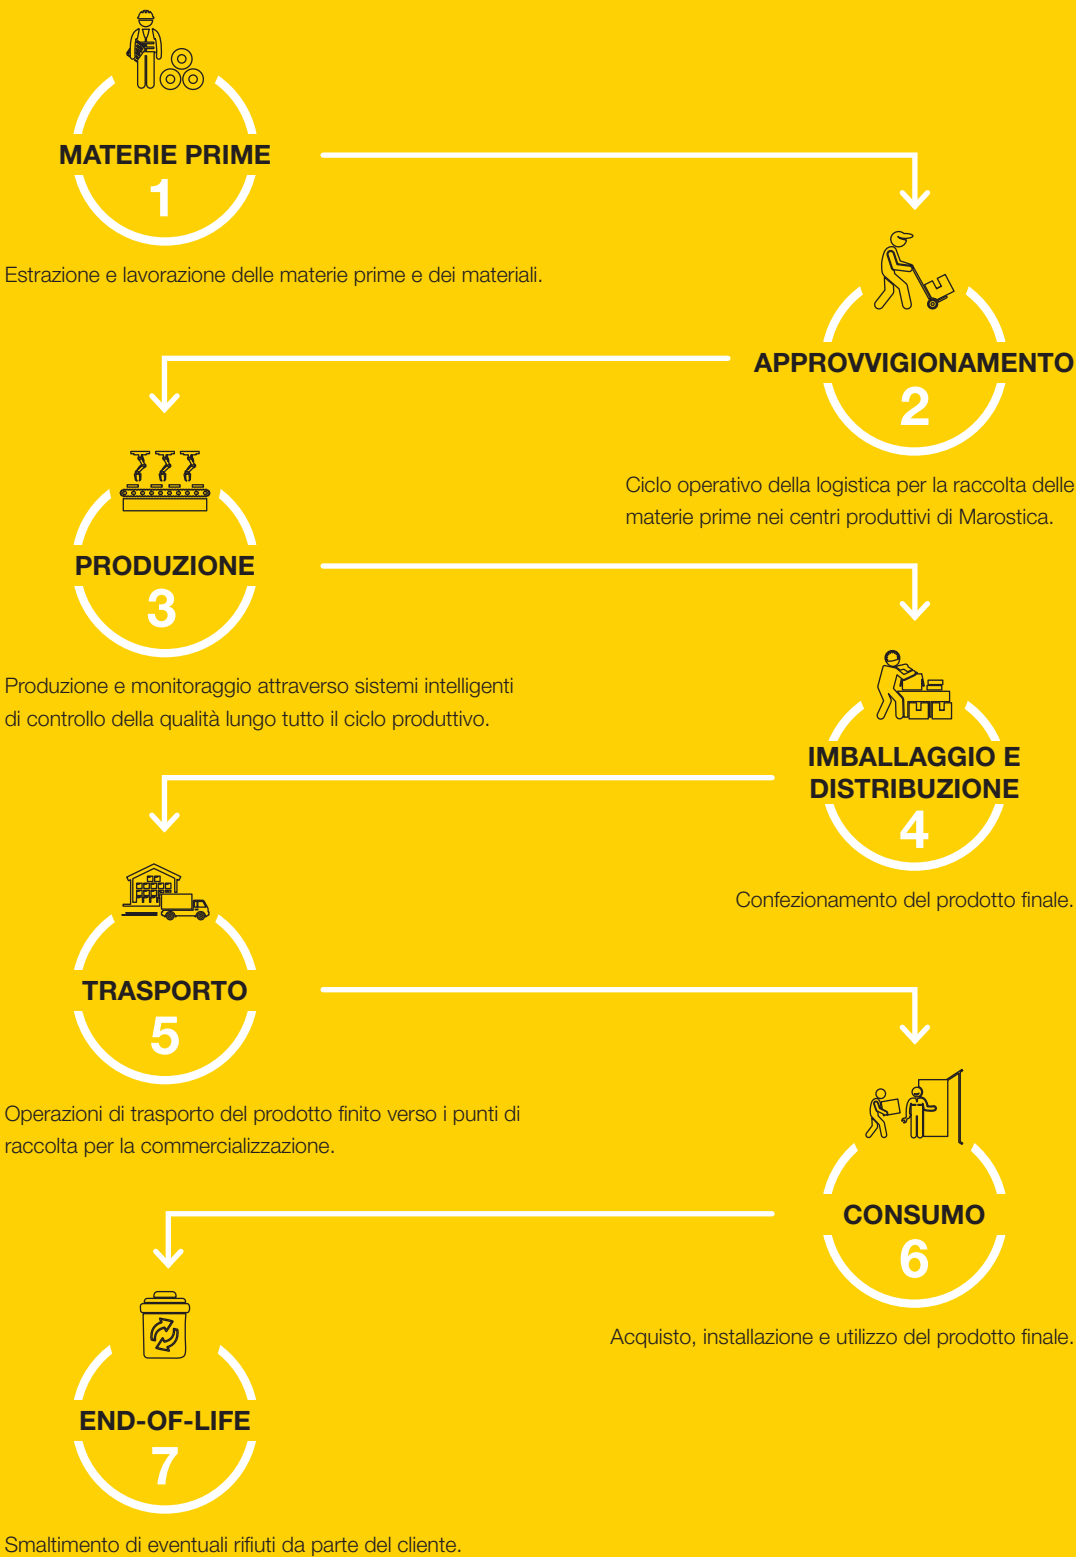 MATERIE PRIME
1
Estrazione e lavorazione delle materie prime e dei materiali.
APPROVVIGIONAMENTO
2
Ciclo operativo della logistica per la raccolta delle
materie prime nei centri produttivi di Marostica.
PRODUZIONE
3
Produzione e monitoraggio attraverso sistemi intelligenti
di controllo della qualità lungo tutto il ciclo produttivo.
IMBALLAGGIO E
DISTRIBUZIONE
4
Confezionamento del prodotto finale.
TRASPORTO
5
Operazioni di trasporto del prodotto finito verso i punti di
raccolta per la commercializzazione.
CONSUMO
6
Acquisto, installazione e utilizzo del prodotto finale.
END-OF-LIFE
7
Smaltimento di eventuali rifiuti da parte del cliente.